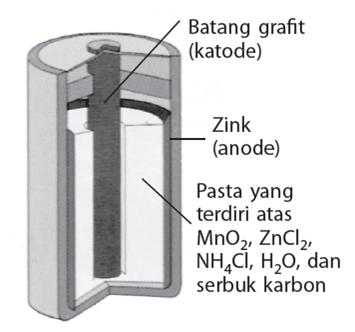 Batang grafit
(katode)
Zink
(anode)
Pasta yang
terdiri atas
MnO₂, ZnCl₂,
NH₄Cl, H₂O, dan
serbuk karbon